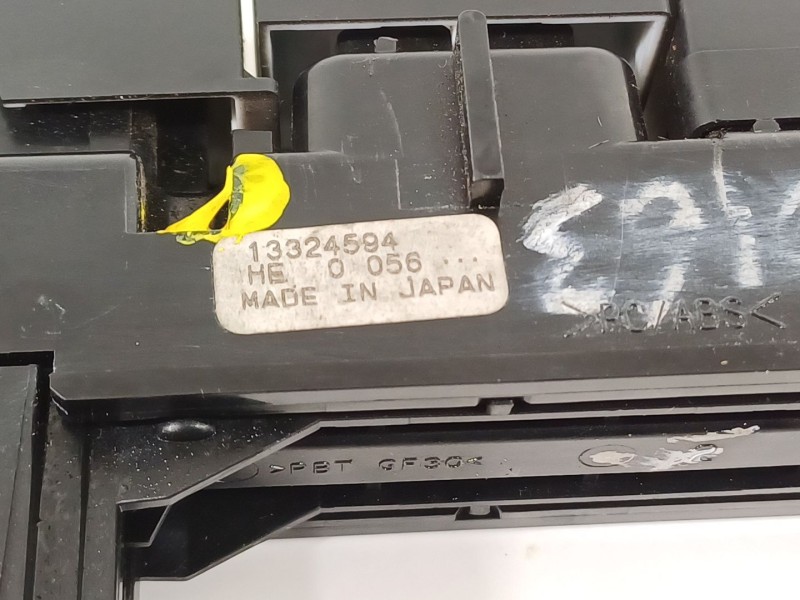 13324594
HE 0 056 ...
MADE IN JAPAN
>PC/ABS<
>PBT GF30<